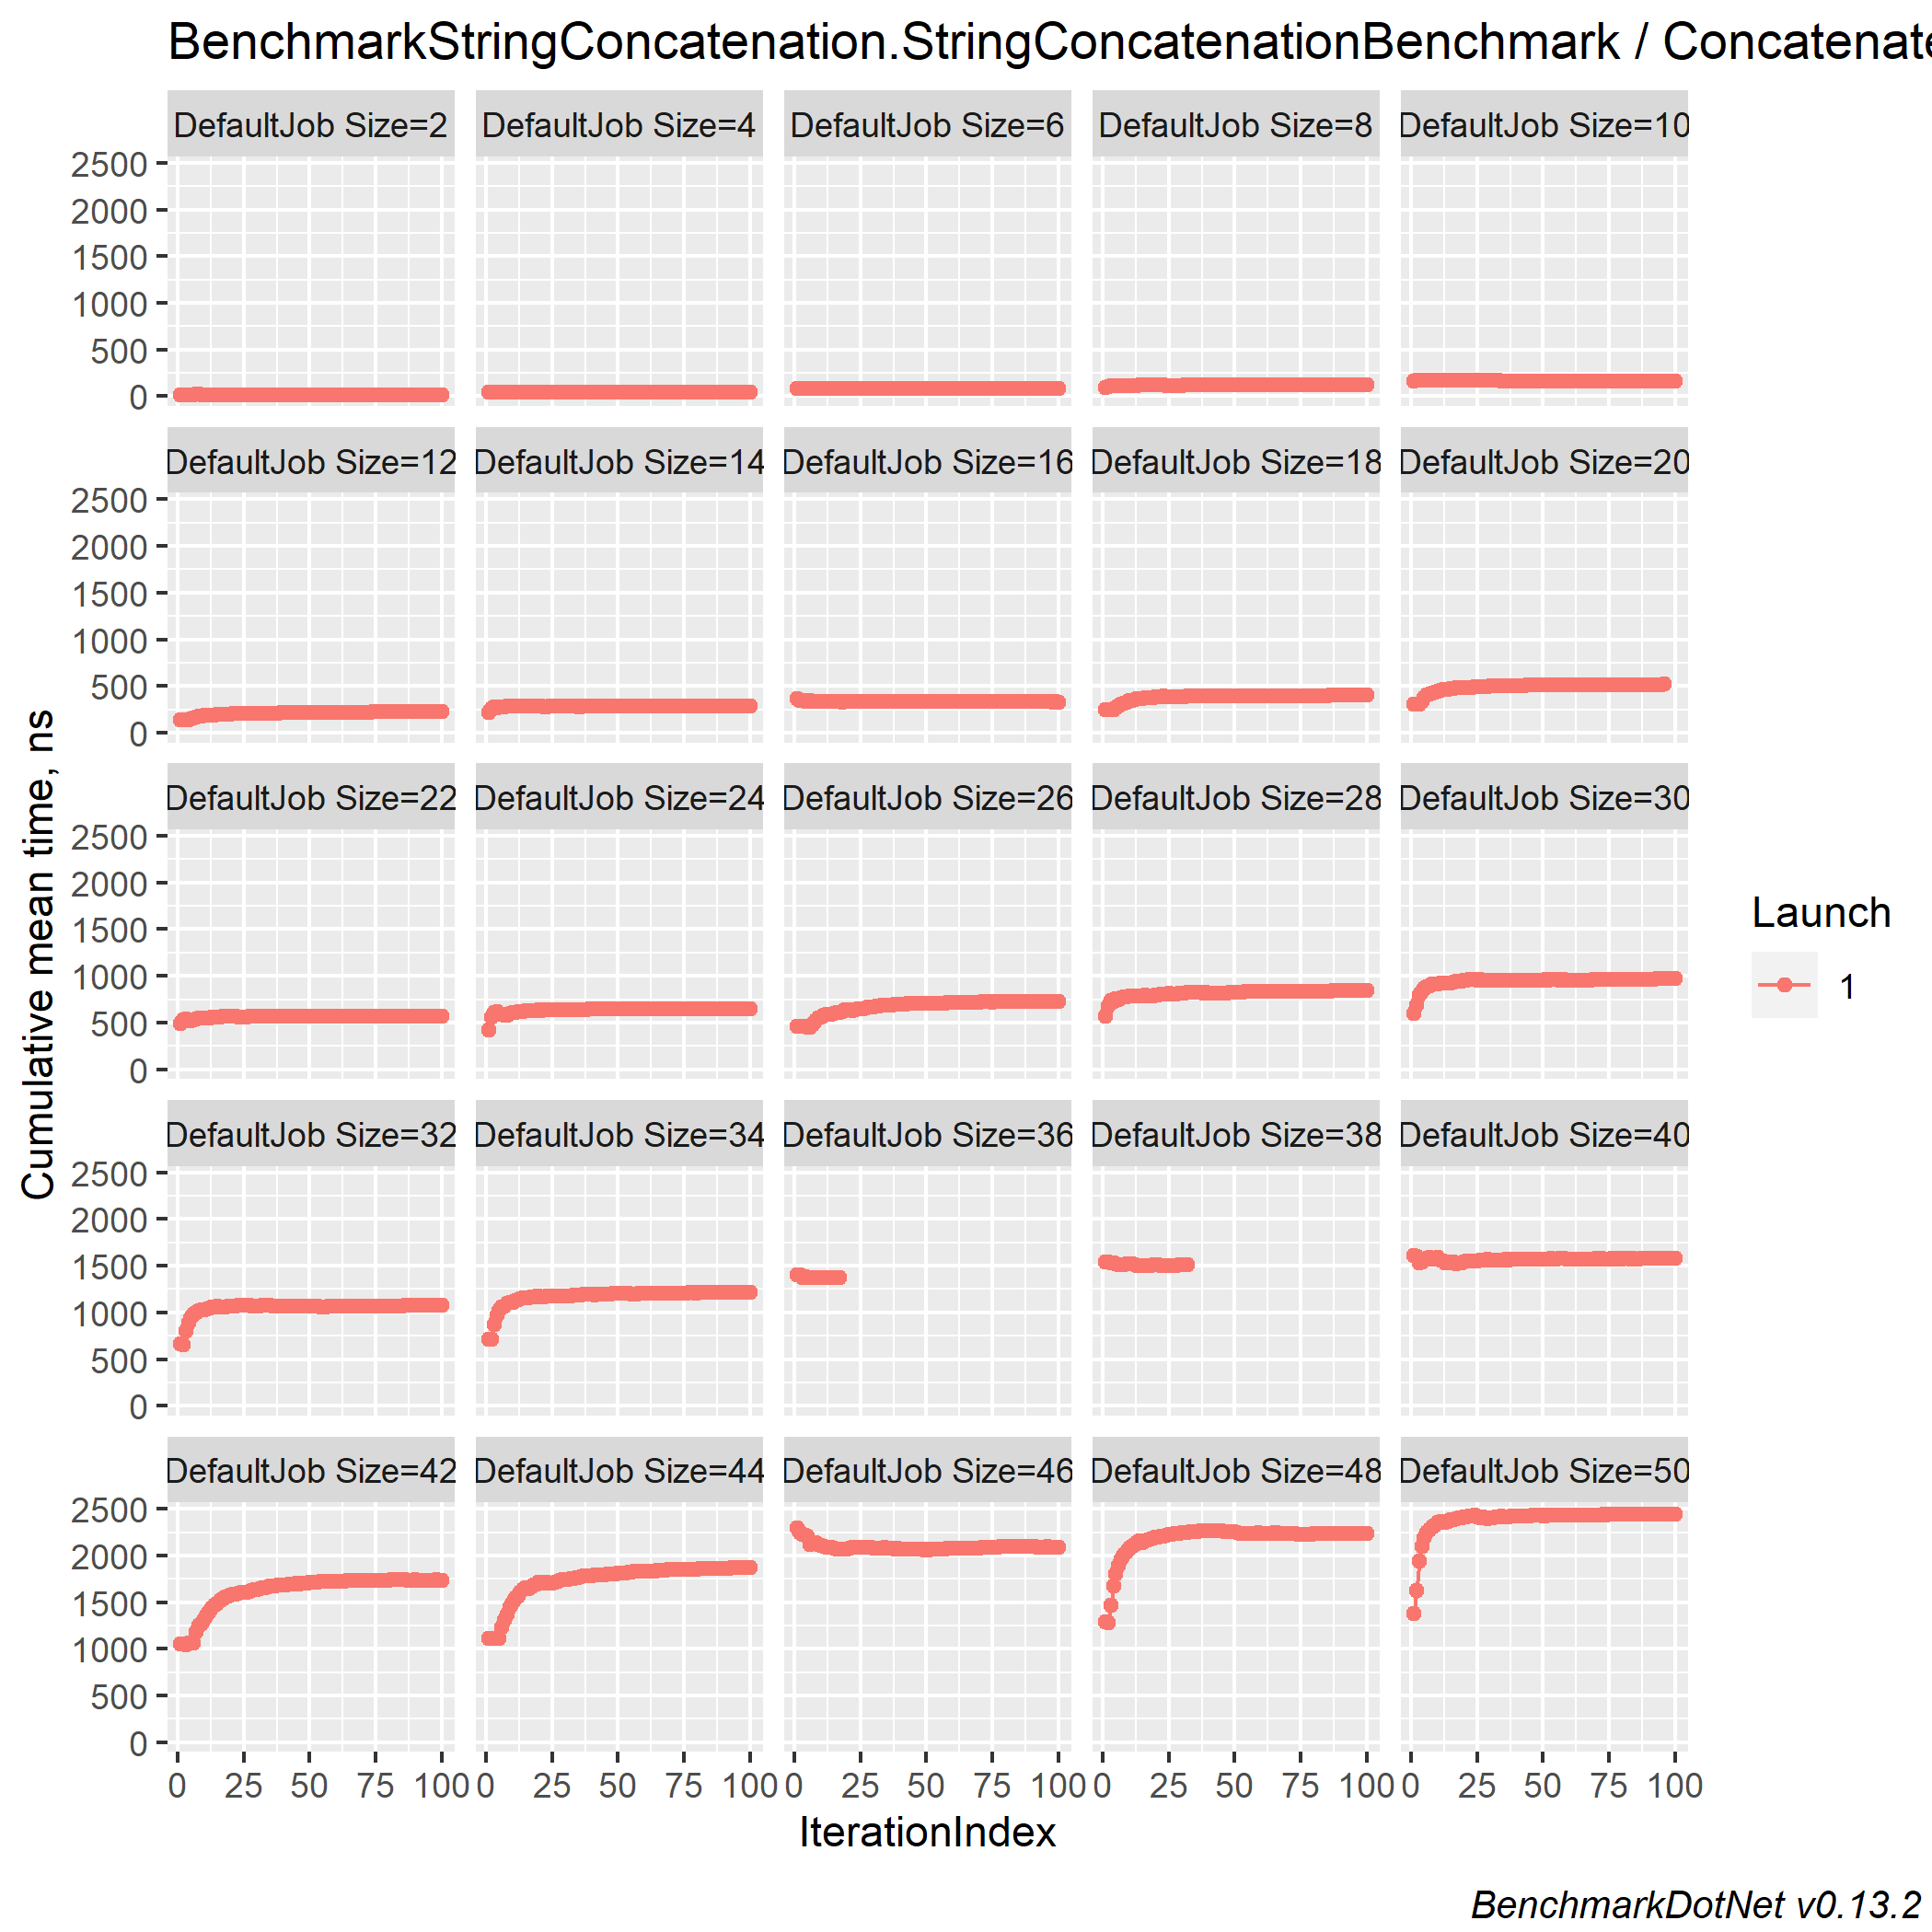 BenchmarkStringConcatenation.StringConcatenationBenchmark / Concatenate
DefaultJob Size=2 DefaultJob Size=4 DefaultJob Size=6 DefaultJob Size=8 DefaultJob Size=10
2500
2000
1500
1000
500
0
DefaultJob Size=12 DefaultJob Size=14 DefaultJob Size=16 DefaultJob Size=18 DefaultJob Size=20
2500
2000
1500
1000
500
0
DefaultJob Size=22 DefaultJob Size=24 DefaultJob Size=26 DefaultJob Size=28 DefaultJob Size=30
2500
2000
1500
1000
500
0
DefaultJob Size=32 DefaultJob Size=34 DefaultJob Size=36 DefaultJob Size=38 DefaultJob Size=40
2500
2000
1500
1000
500
0
DefaultJob Size=42 DefaultJob Size=44 DefaultJob Size=46 DefaultJob Size=48 DefaultJob Size=50
2500
2000
1500
1000
500
0
0 25 50 75 100 0 25 50 75 100 0 25 50 75 100 0 25 50 75 100 0 25 50 75 100
IterationIndex
Cumulative mean time, ns
Launch
1
BenchmarkDotNet v0.13.2